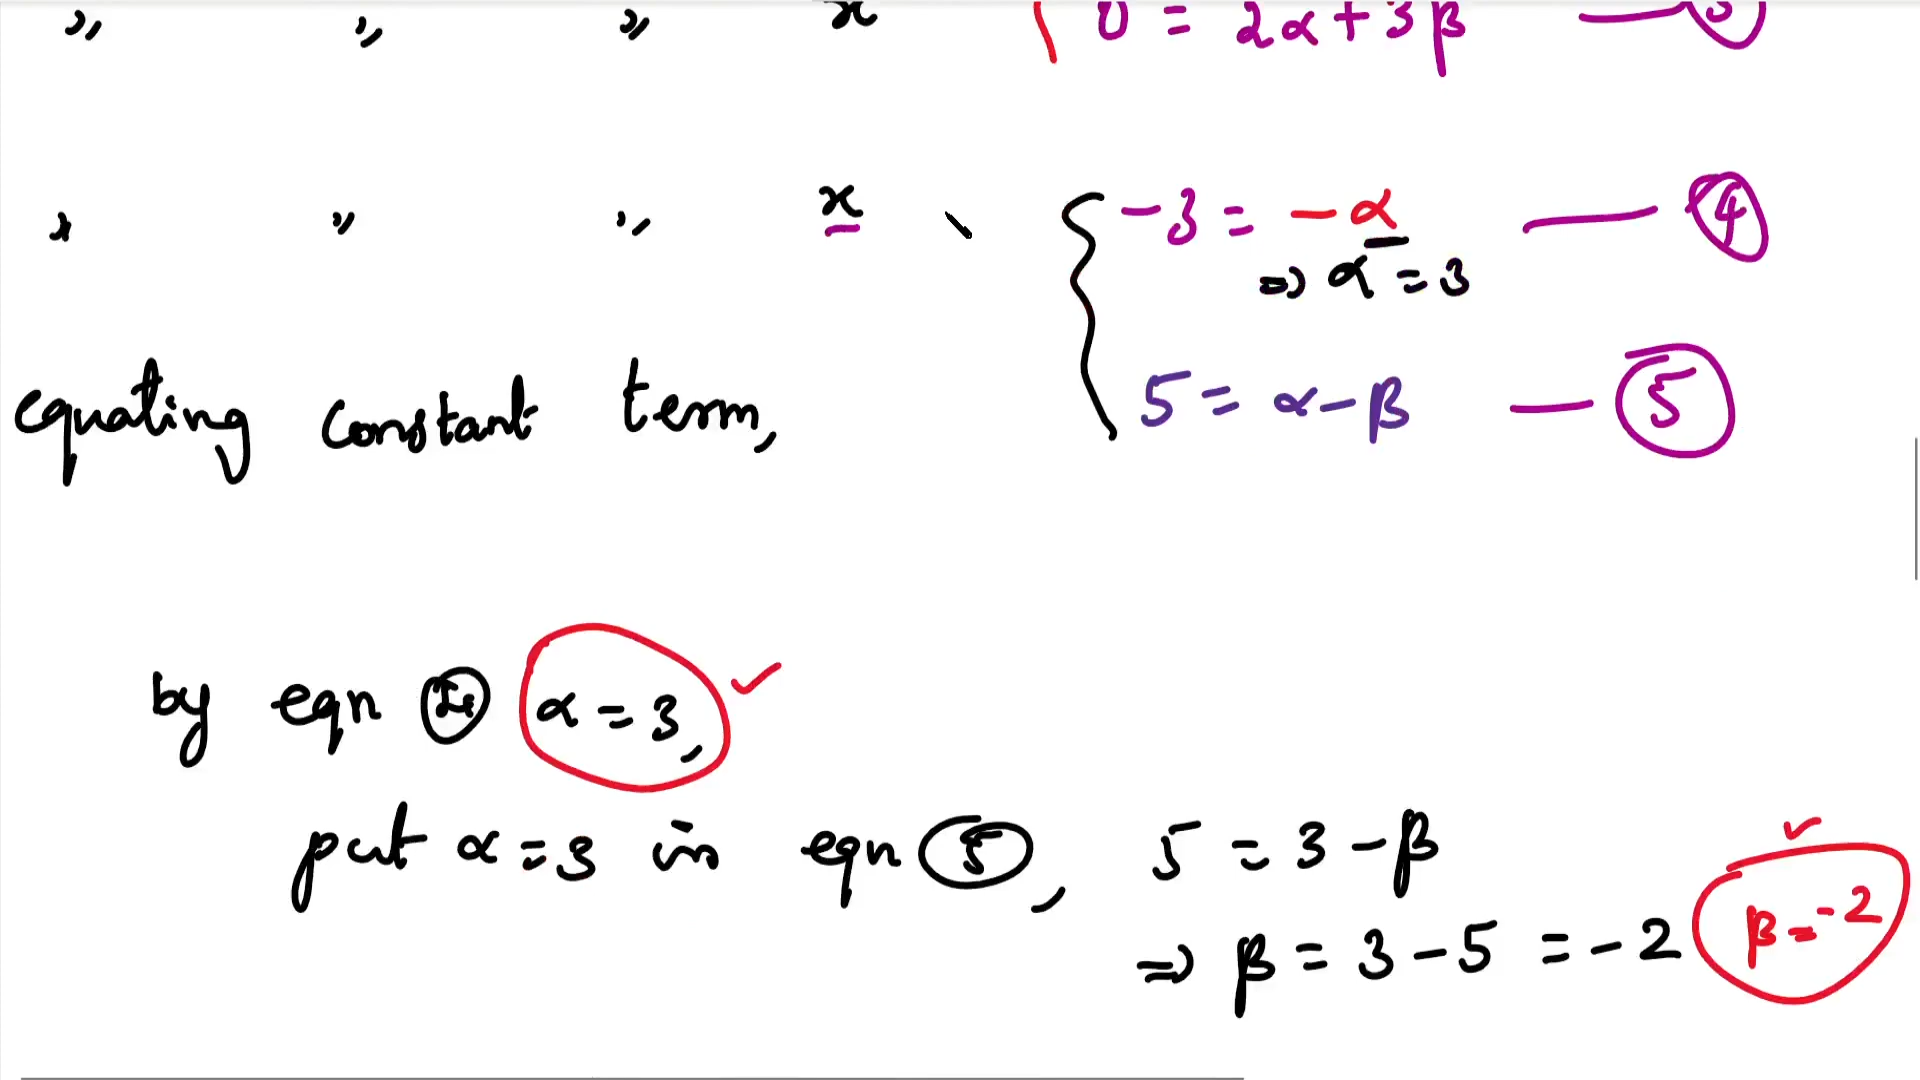 〃 〃 〃 x 0 = 2α + 3β — 3
〃 〃 〃 x -3 = -α — 4
⇒ α = 3
equating constant term, 5 = α - β — 5
by eqn α = 3, ✓
put α = 3 in eqn 5, 5 = 3 - β
⇒ β = 3 - 5 = -2 β = -2 ✓